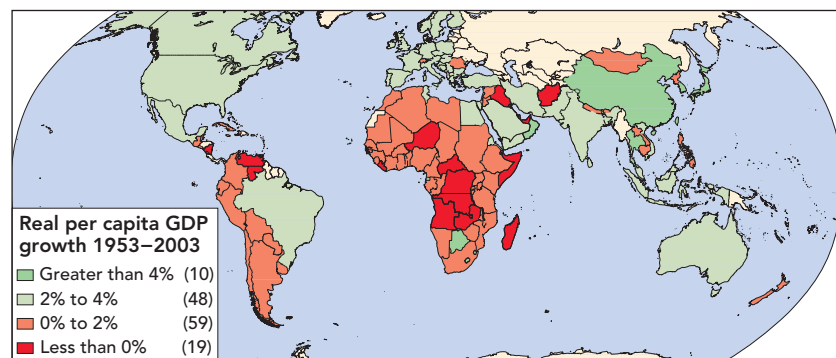 Real per capita GDP
growth 1953–2003
Greater than 4% (10)
2% to 4% (48)
0% to 2% (59)
Less than 0% (19)